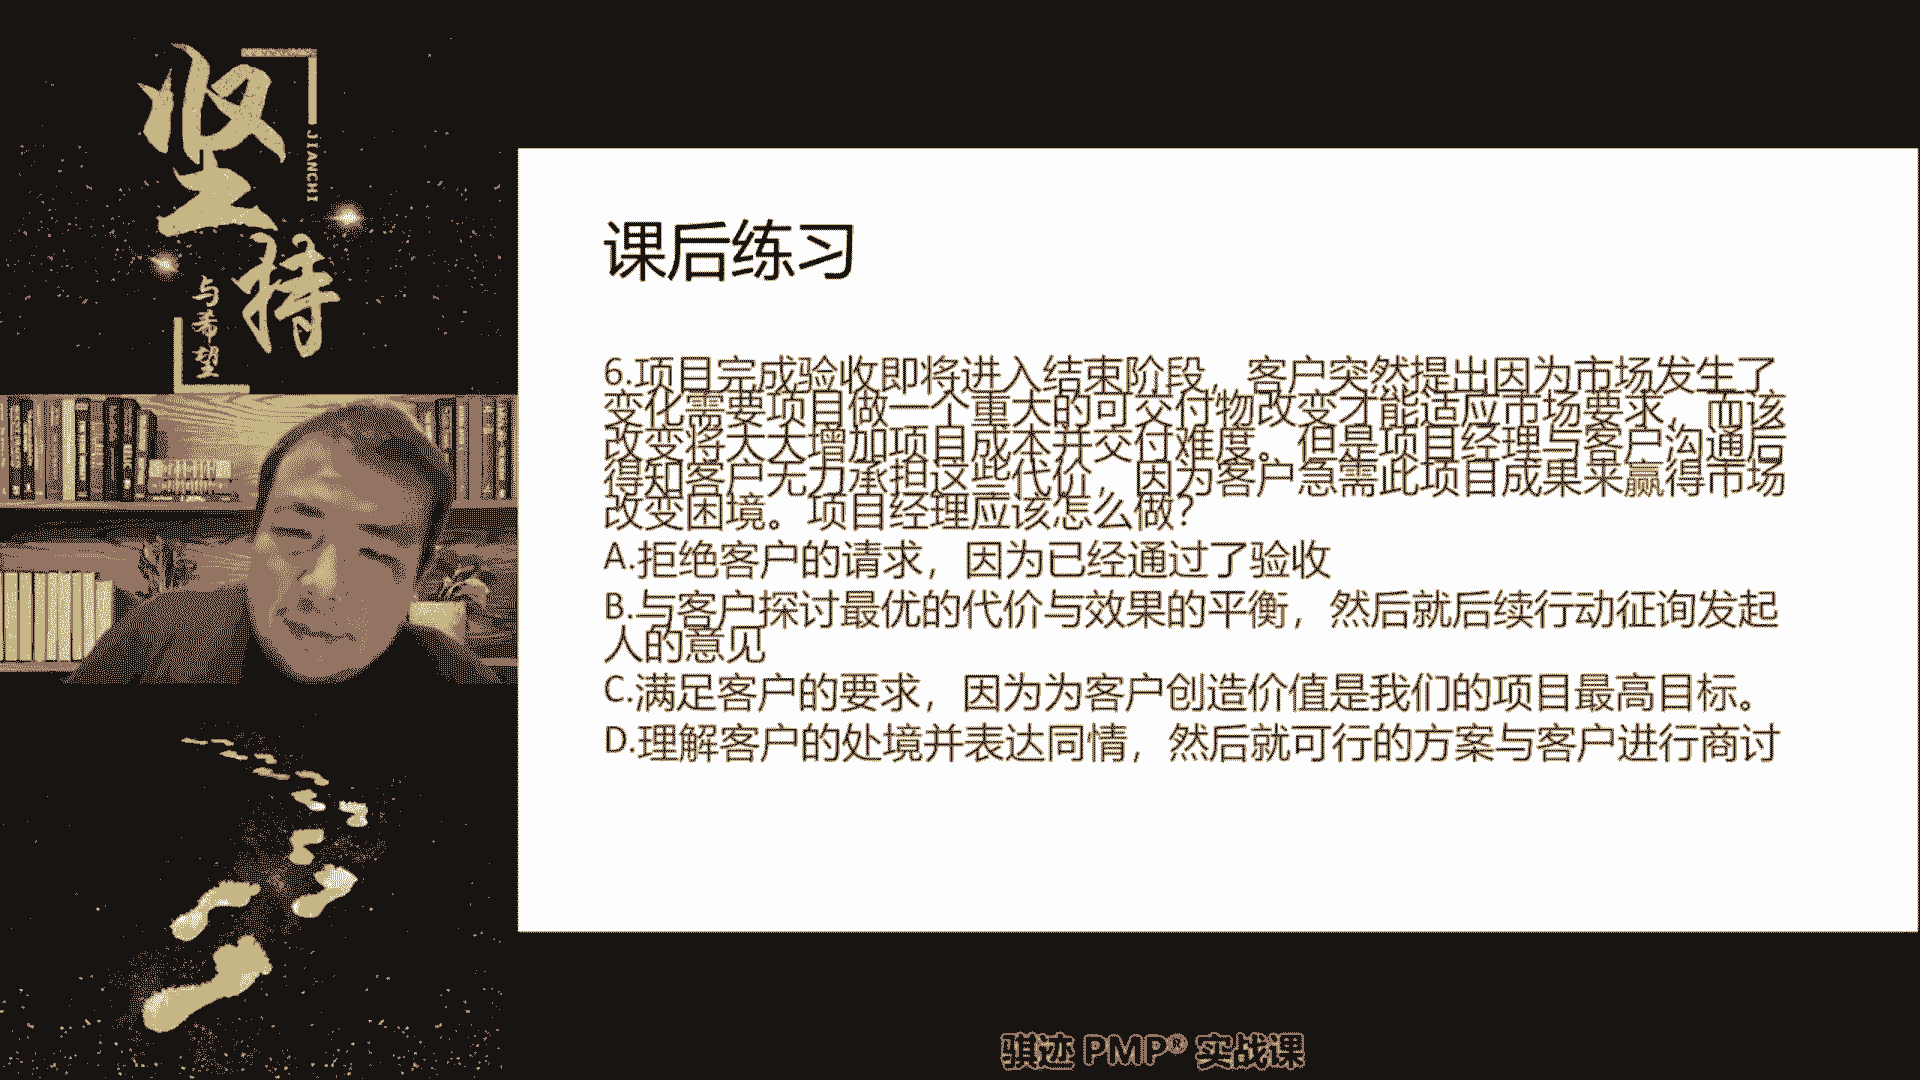 坚持
JIANCHI
与希望
课后练习
6.项目完成验收即将进入结束阶段，客户突然提出因为市场发生了
变化需要项目做一个重大的可交付物改变才能适应市场要求，而该
改变将大大增加项目成本并交付难度。但是项目经理与客户沟通后
得知客户无力承担这些代价，因为客户急需此项目成果来赢得市场
改变困境。项目经理应该怎么做？
A.拒绝客户的请求，因为已经通过了验收
B.与客户探讨最优的代价与效果的平衡，然后就后续行动征询发起
人的意见
C.满足客户的要求，因为为客户创造价值是我们的项目最高目标。
D.理解客户的处境并表达同情，然后就可行的方案与客户进行商讨
骐迹 PMP® 实战课